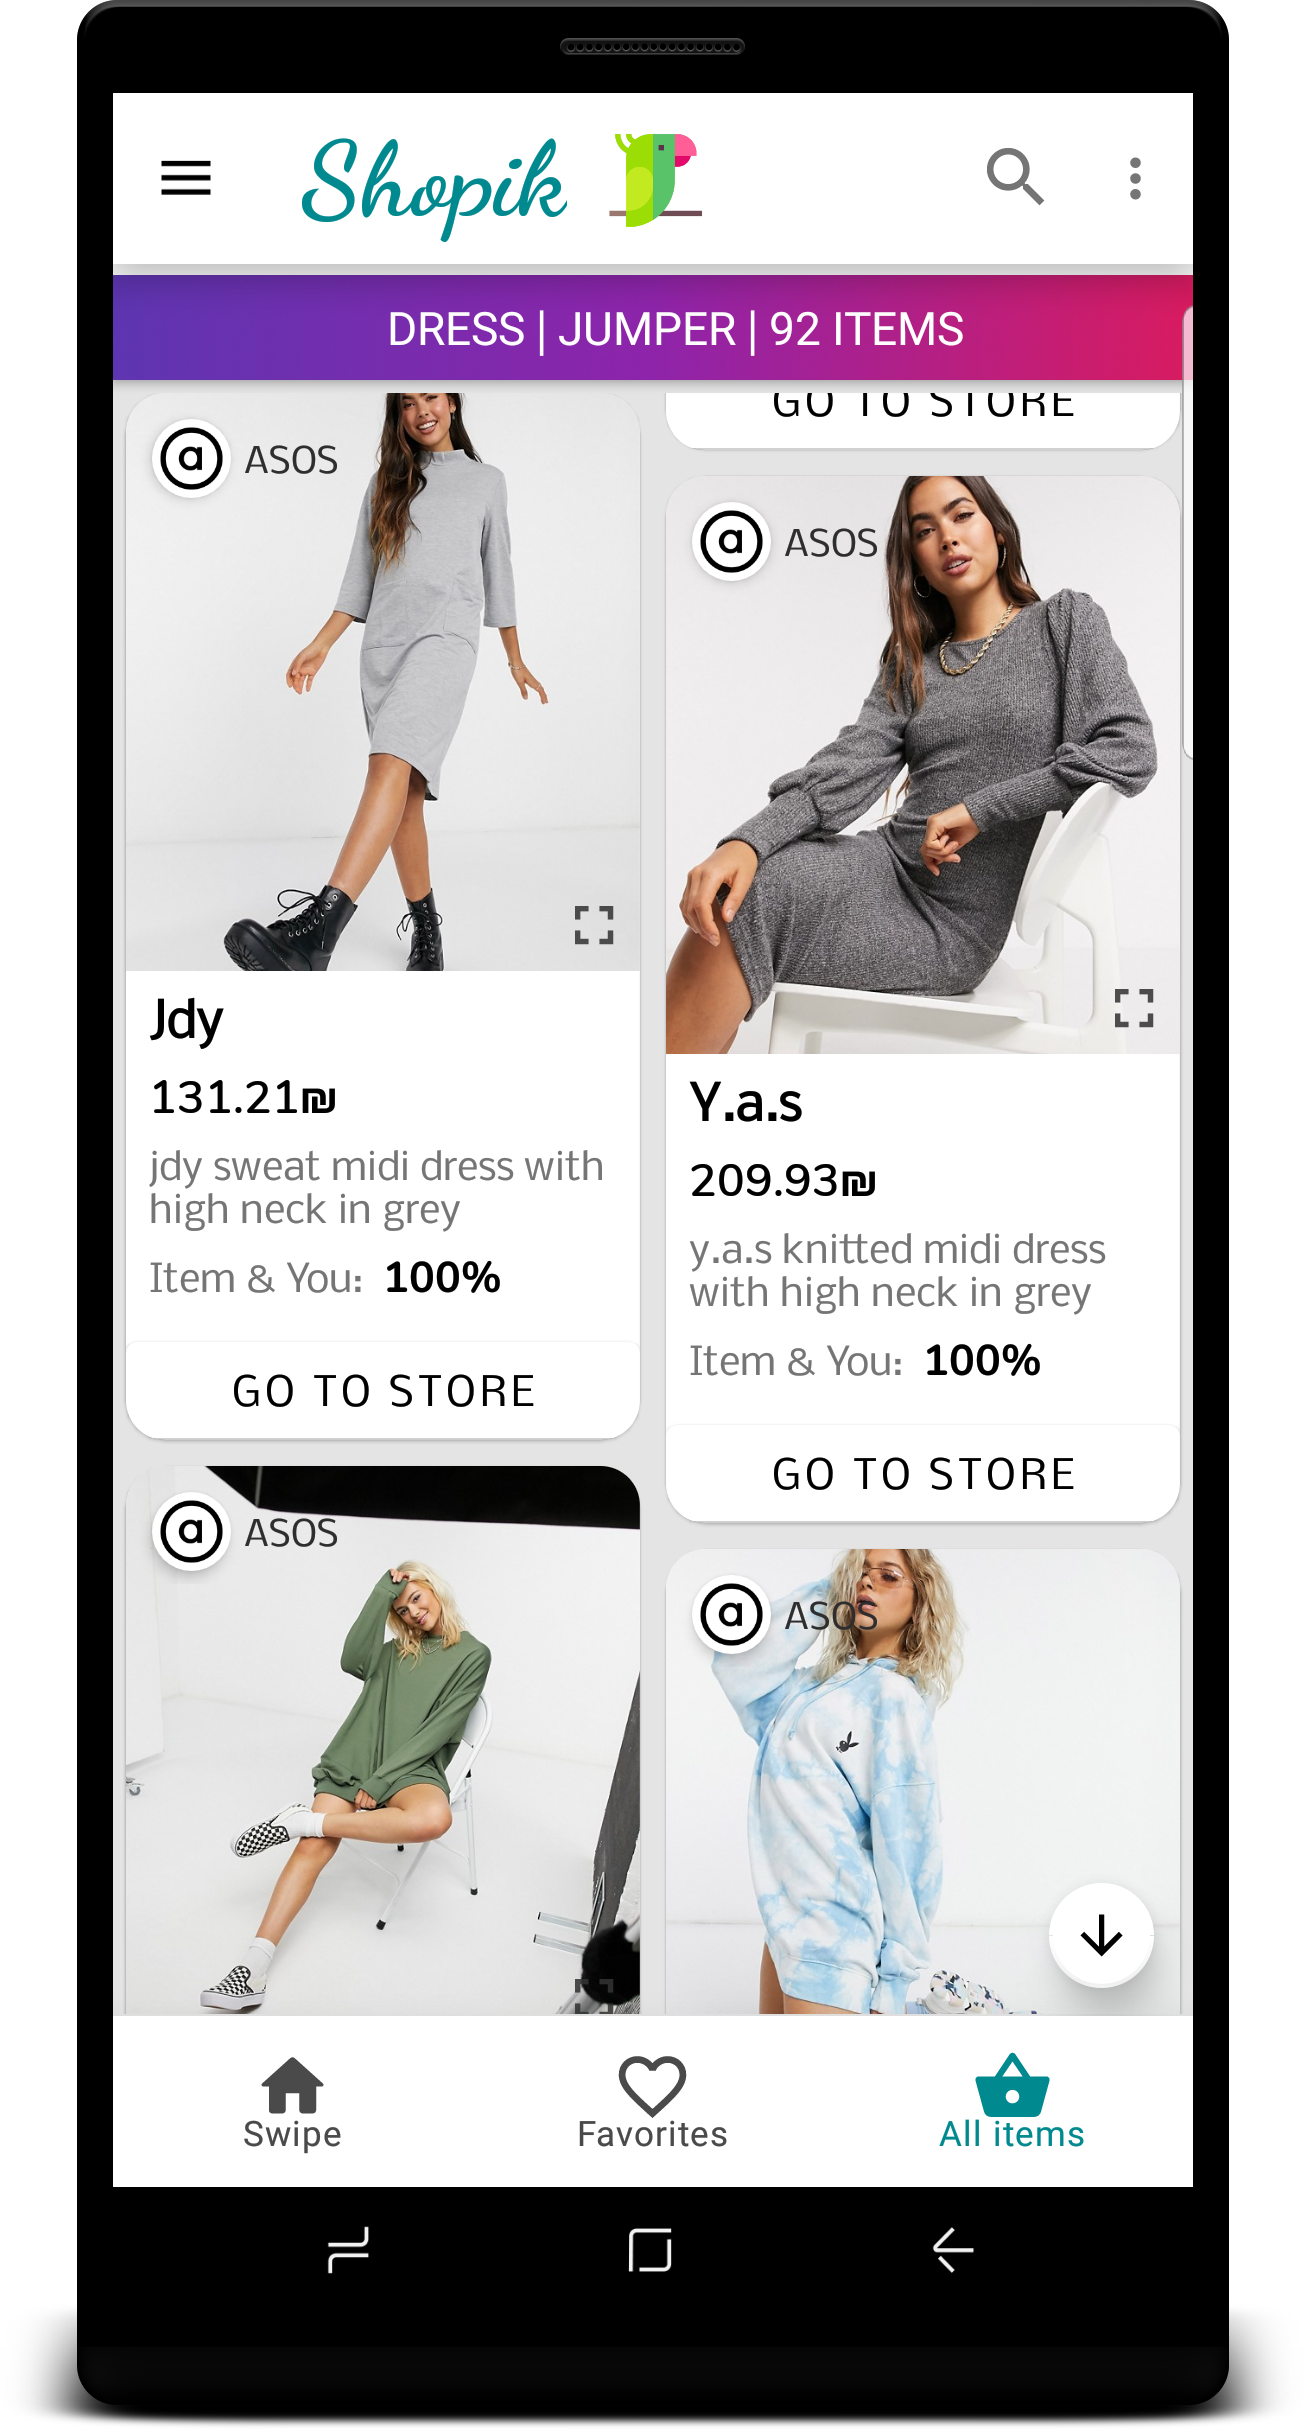 Shopik
DRESS | JUMPER | 92 ITEMS
a ASOS
Jdy
131.21₪
jdy sweat midi dress with
high neck in grey
Item & You: 100%
GO TO STORE
a ASOS
GO TO STORE
a ASOS
Y.a.s
209.93₪
y.a.s knitted midi dress
with high neck in grey
Item & You: 100%
GO TO STORE
a ASOS
Swipe
Favorites
All items